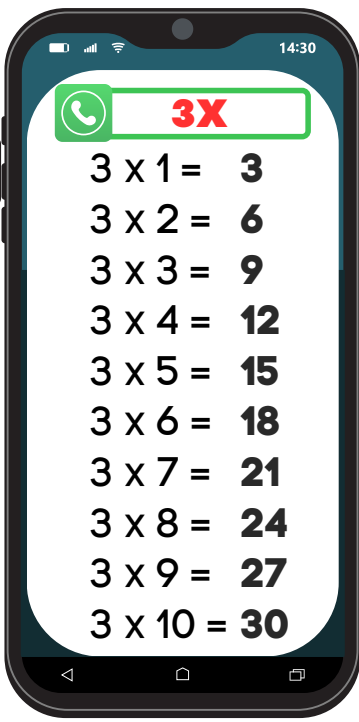 14:30
3X
3 x 1 = 3
3 x 2 = 6
3 x 3 = 9
3 x 4 = 12
3 x 5 = 15
3 x 6 = 18
3 x 7 = 21
3 x 8 = 24
3 x 9 = 27
3 x 10 = 30